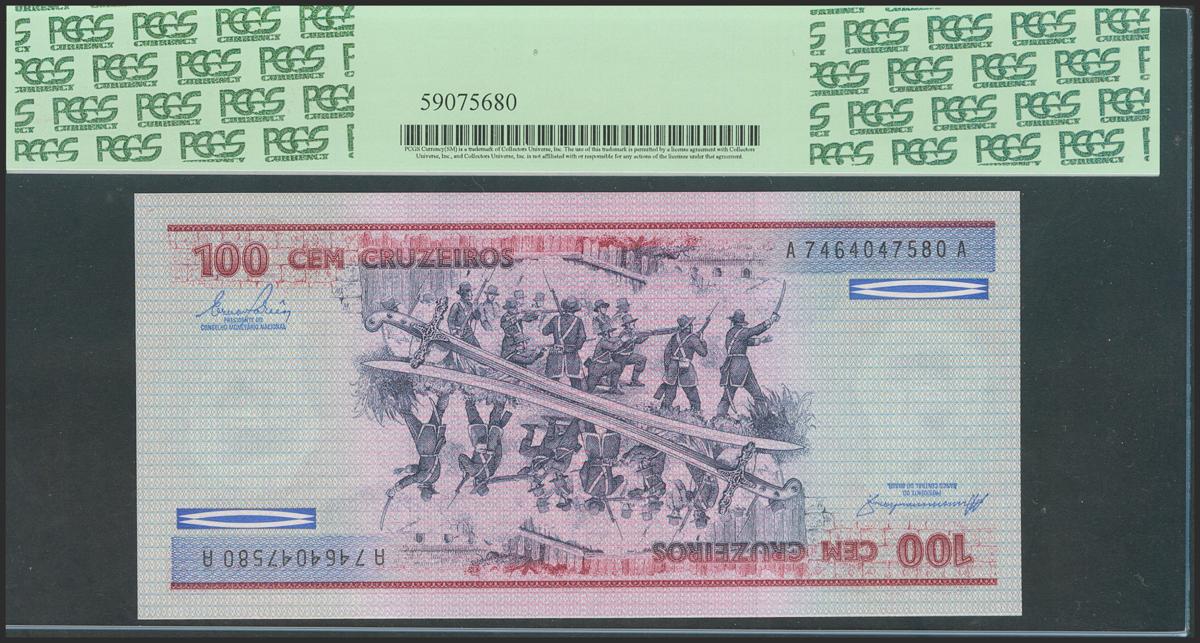 PCGS CURRENCY
59075680
PCGS Currency(SM) is a trademark of Collectors Universe, Inc. The use of this trademark is permitted by a license agreement with Collectors
Universe, Inc., and Collectors Universe, Inc. is not affiliated with or responsible for any actions of the licensee under that agreement.
100 CEM CRUZEIROS
A 7464047580 A
PRESIDENTE DO
CONSELHO MONETÁRIO NACIONAL
PRESIDENTE DO
BANCO CENTRAL DO BRASIL
A 7464047580 A
100 CEM CRUZEIROS